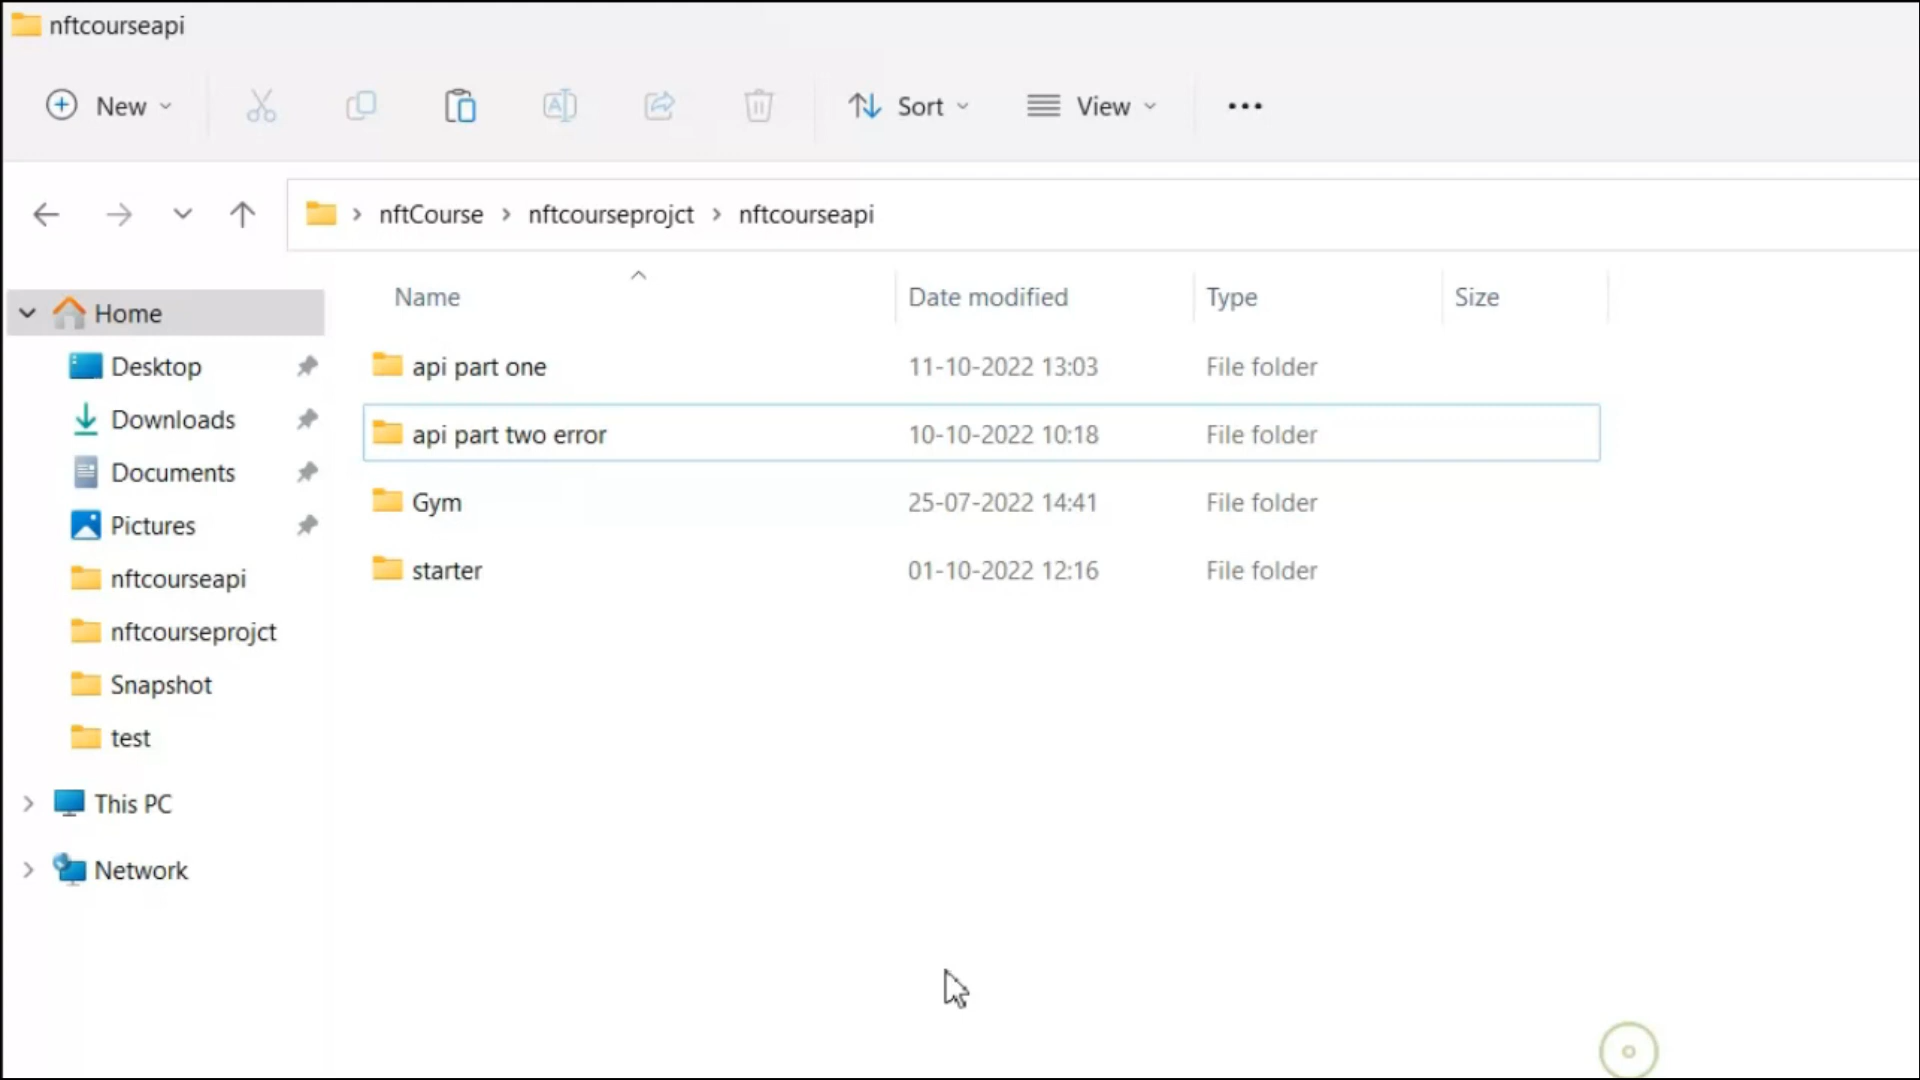 nftcourseapi
New
Sort
View
nftCourse > nftcourseprojct > nftcourseapi
Name Date modified Type Size
Home
Desktop
Downloads
Documents
Pictures
nftcourseapi
nftcourseprojct
Snapshot
test
This PC
Network
api part one 11-10-2022 13:03 File folder
api part two error 10-10-2022 10:18 File folder
Gym 25-07-2022 14:41 File folder
starter 01-10-2022 12:16 File folder